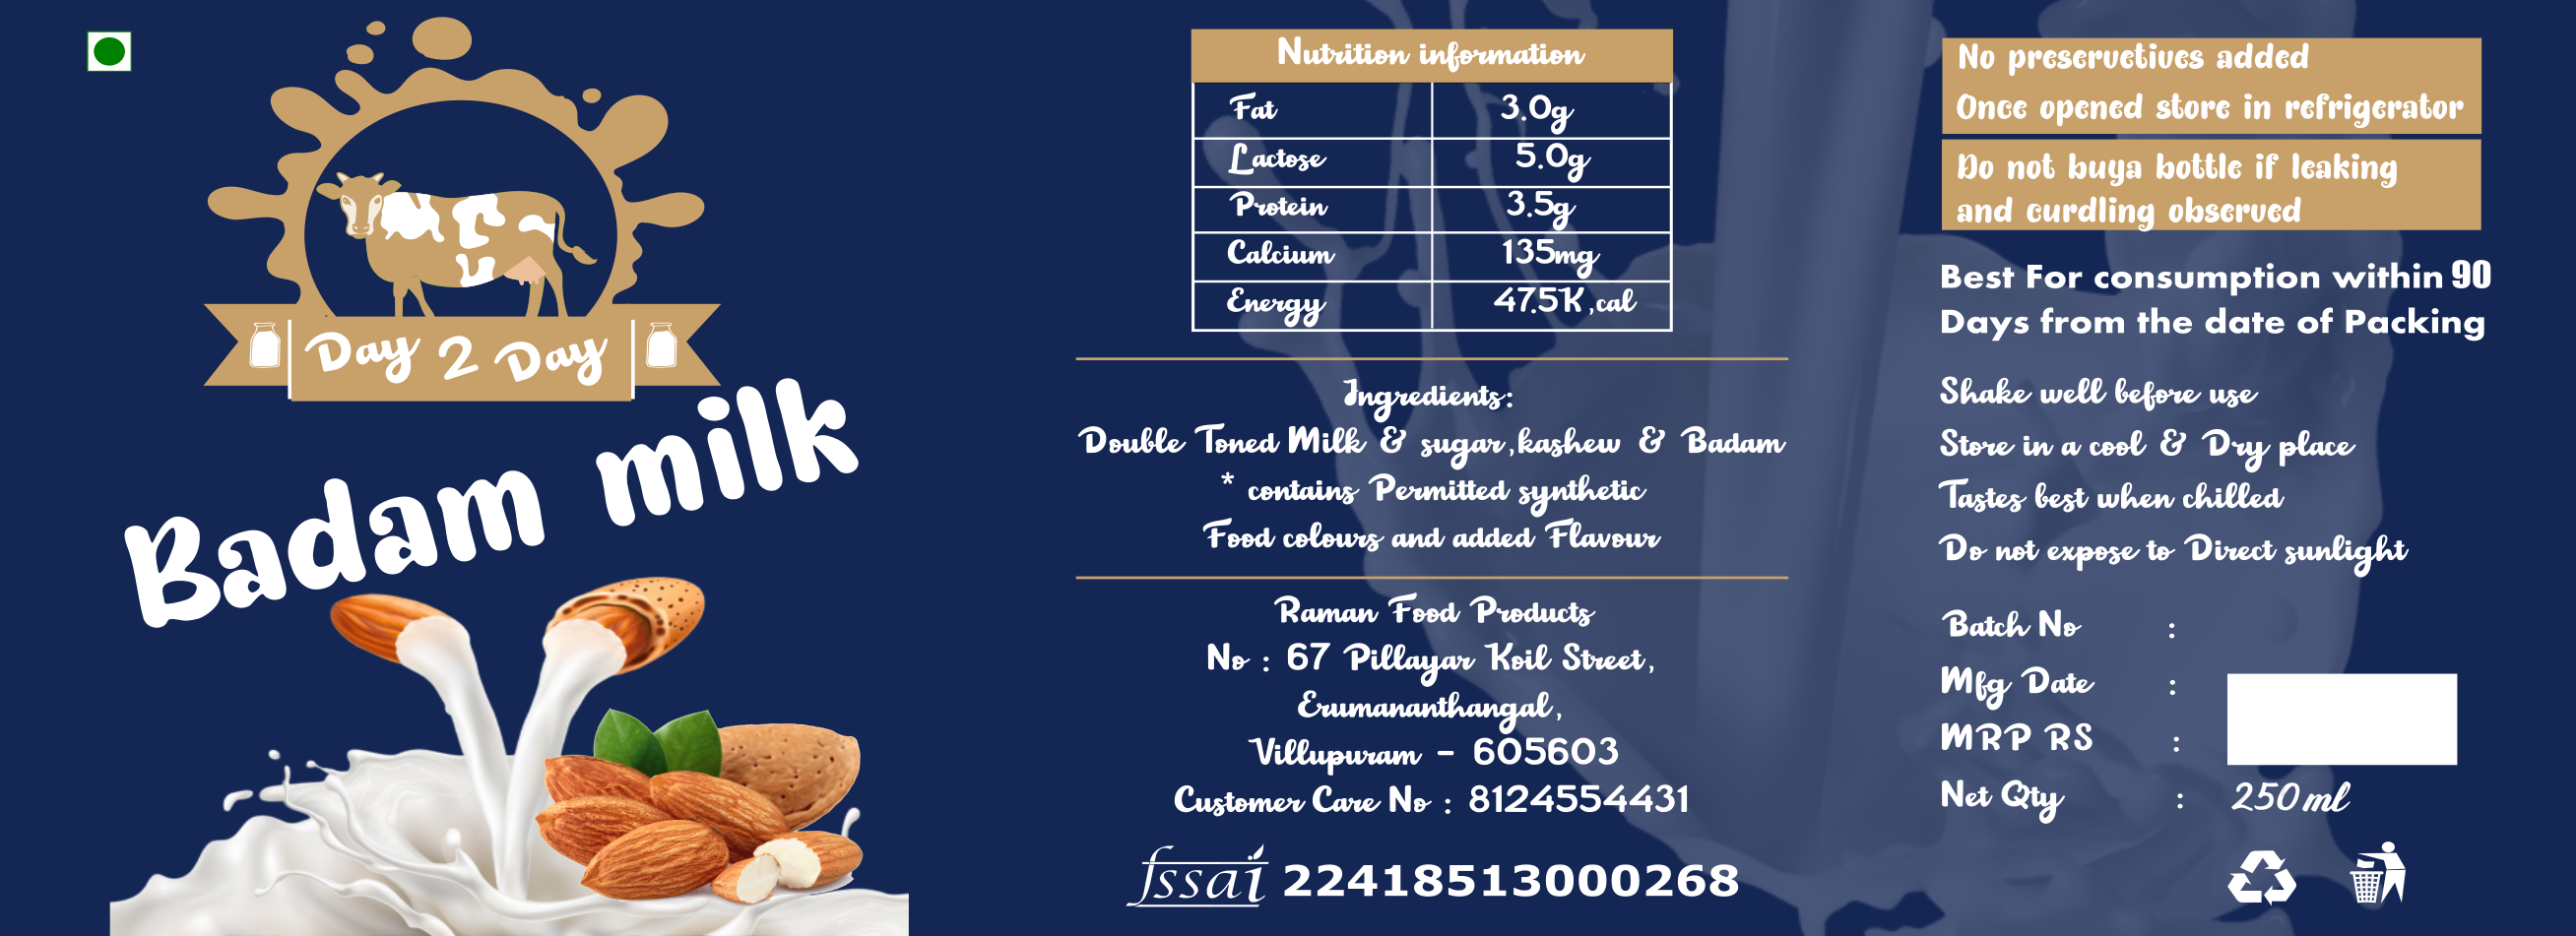 Day 2 Day
Badam milk
Nutrition information
Fat 3.0g
Lactose 5.0g
Protein 3.5g
Calcium 135mg
Energy 47.5K,cal
Ingredients:
Double Toned Milk & sugar,kashew & Badam
* contains Permitted synthetic
Food colours and added Flavour
Raman Food Products
No : 67 Pillayar Koil Street,
Erumananthangal,
Villupuram - 605603
Customer Care No : 8124554431
fssai 22418513000268
No preservetives added
Once opened store in refrigerator
Do not buya bottle if leaking
and curdling observed
Best For consumption within 90
Days from the date of Packing
Shake well before use
Store in a cool & Dry place
Tastes best when chilled
Do not expose to Direct sunlight
Batch No :
Mfg Date :
MRP RS :
Net Qty : 250 ml